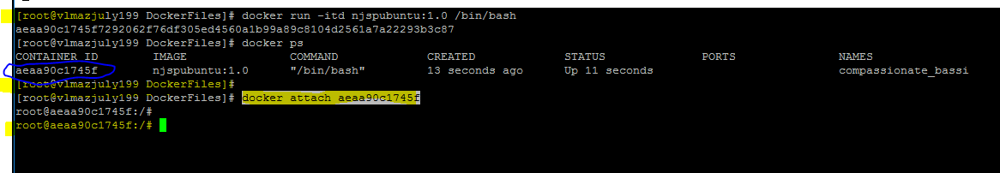 [root@vlmazjuly199 DockerFiles]# docker run -itd njspubuntu:1.0 /bin/bash
aeaa90c1745f7292062f76df305ed4560a1b99a89c8104d2561a7a22293b3c87
[root@vlmazjuly199 DockerFiles]# docker ps
CONTAINER ID IMAGE COMMAND CREATED STATUS PORTS NAMES
aeaa90c1745f njspubuntu:1.0 "/bin/bash" 13 seconds ago Up 11 seconds compassionate_bassi
[root@vlmazjuly199 DockerFiles]#
[root@vlmazjuly199 DockerFiles]# docker attach aeaa90c1745f
root@aeaa90c1745f:/#
root@aeaa90c1745f:/#